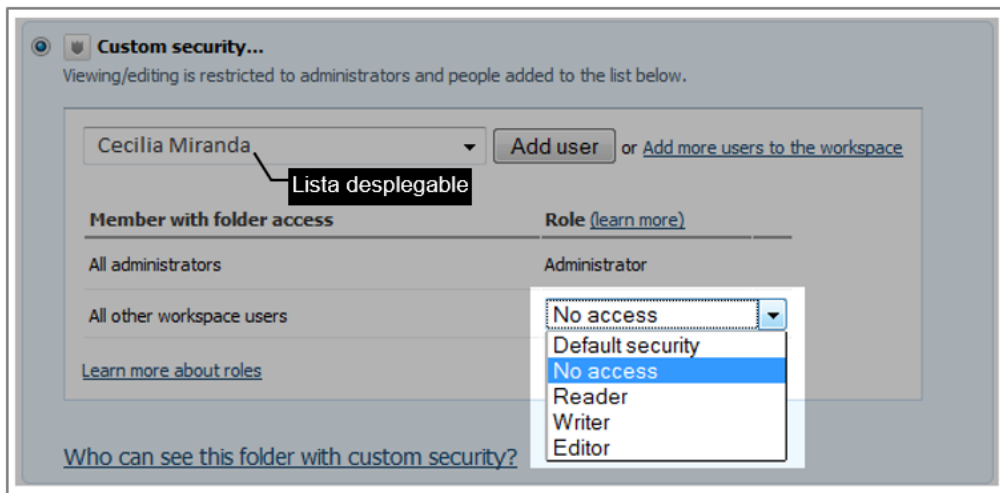 Custom security...
Viewing/editing is restricted to administrators and people added to the list below.
Cecilia Miranda
Add user or Add more users to the workspace
Lista desplegable
Member with folder access Role (learn more)
All administrators Administrator
All other workspace users No access
Default security
No access
Reader
Writer
Editor
Learn more about roles
Who can see this folder with custom security?